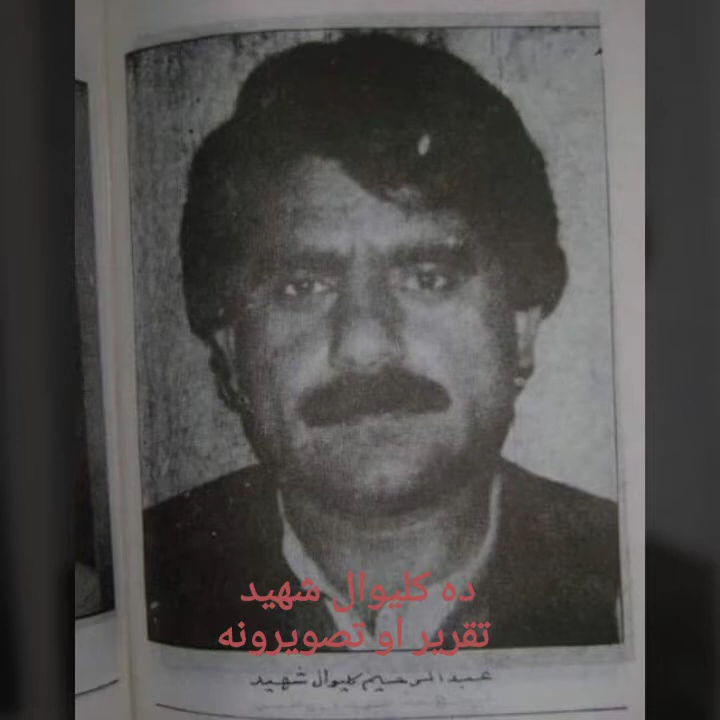 ده کلیوال شهید
تقریر او تصویرونه
عبدالرحیم کلیوال شهید